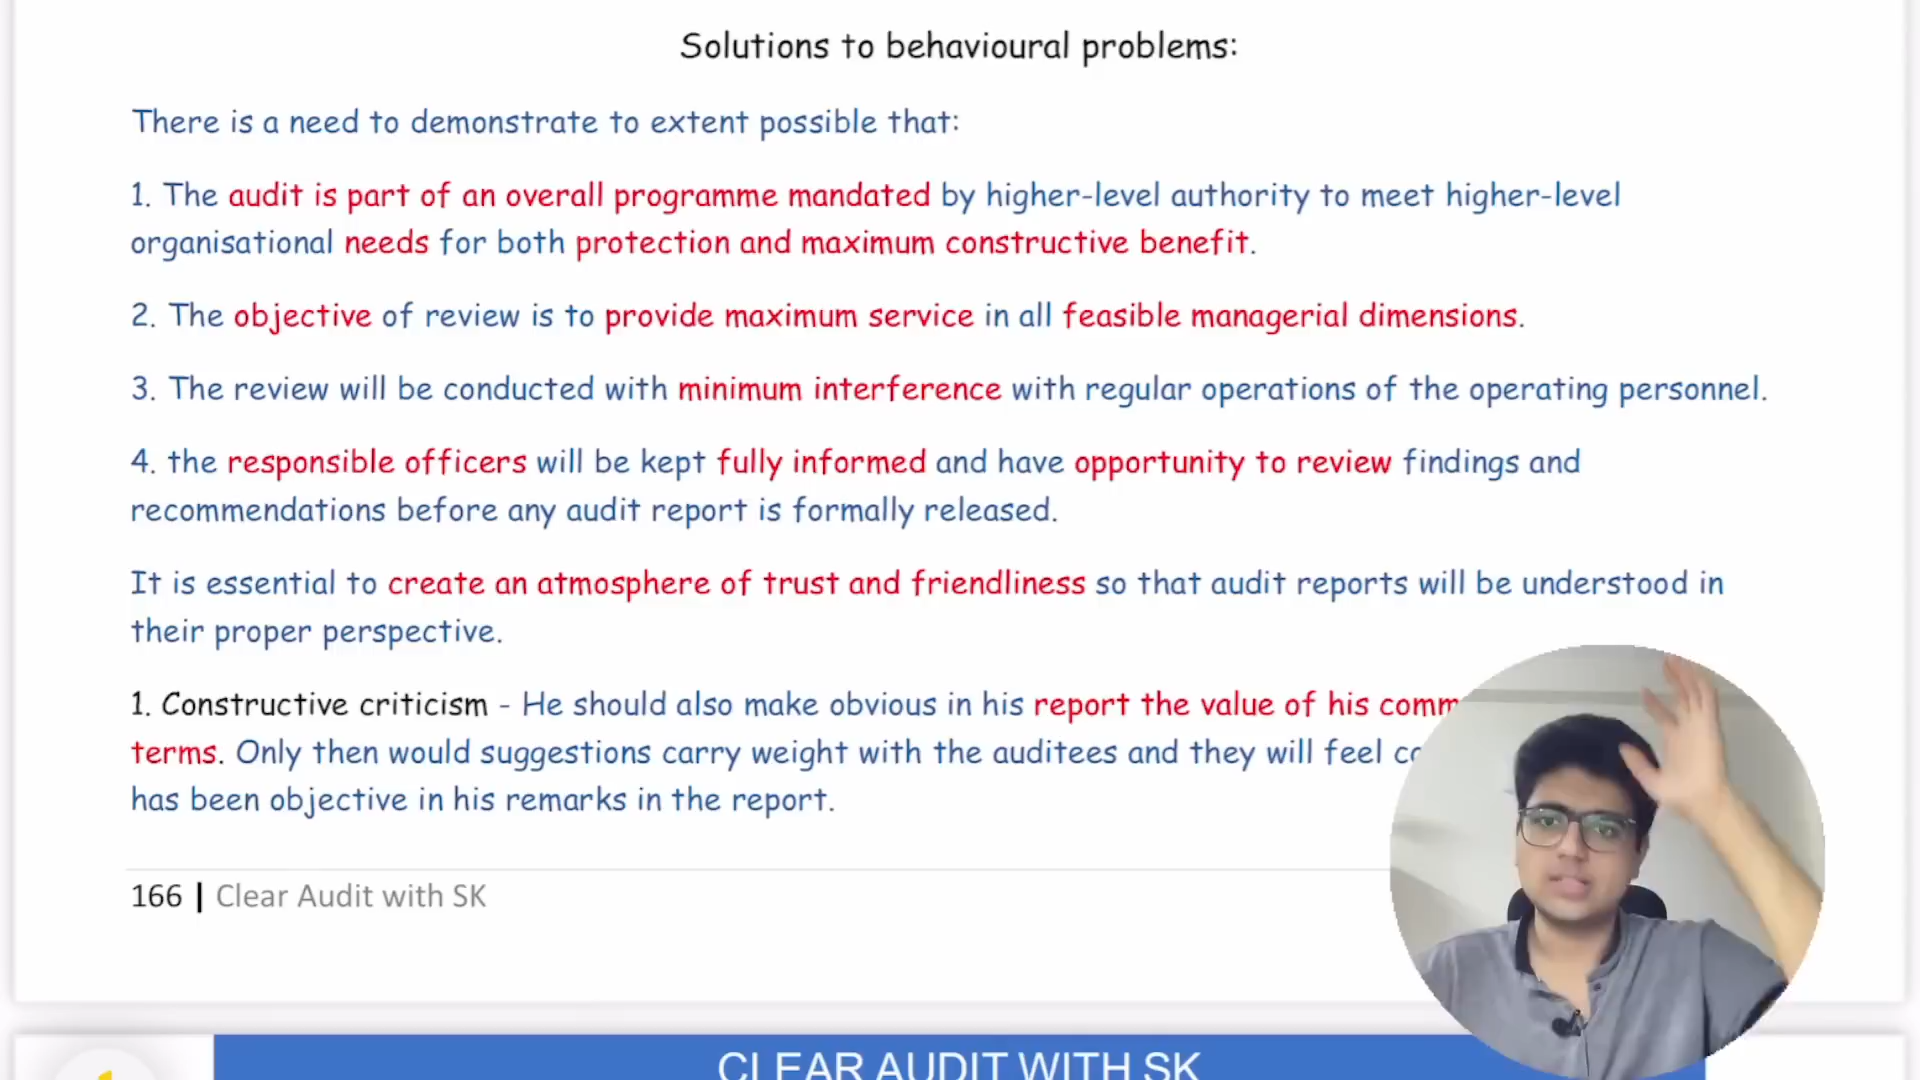 Solutions to behavioural problems:
There is a need to demonstrate to extent possible that:
1. The audit is part of an overall programme mandated by higher-level authority to meet higher-level
organisational needs for both protection and maximum constructive benefit.
2. The objective of review is to provide maximum service in all feasible managerial dimensions.
3. The review will be conducted with minimum interference with regular operations of the operating personnel.
4. the responsible officers will be kept fully informed and have opportunity to review findings and
recommendations before any audit report is formally released.
It is essential to create an atmosphere of trust and friendliness so that audit reports will be understood in
their proper perspective.
1. Constructive criticism - He should also make obvious in his report the value of his
terms. Only then would suggestions carry weight with the auditees and they will feel
has been objective in his remarks in the report.
166 | Clear Audit with SK
CLEAR AUDIT WITH SK